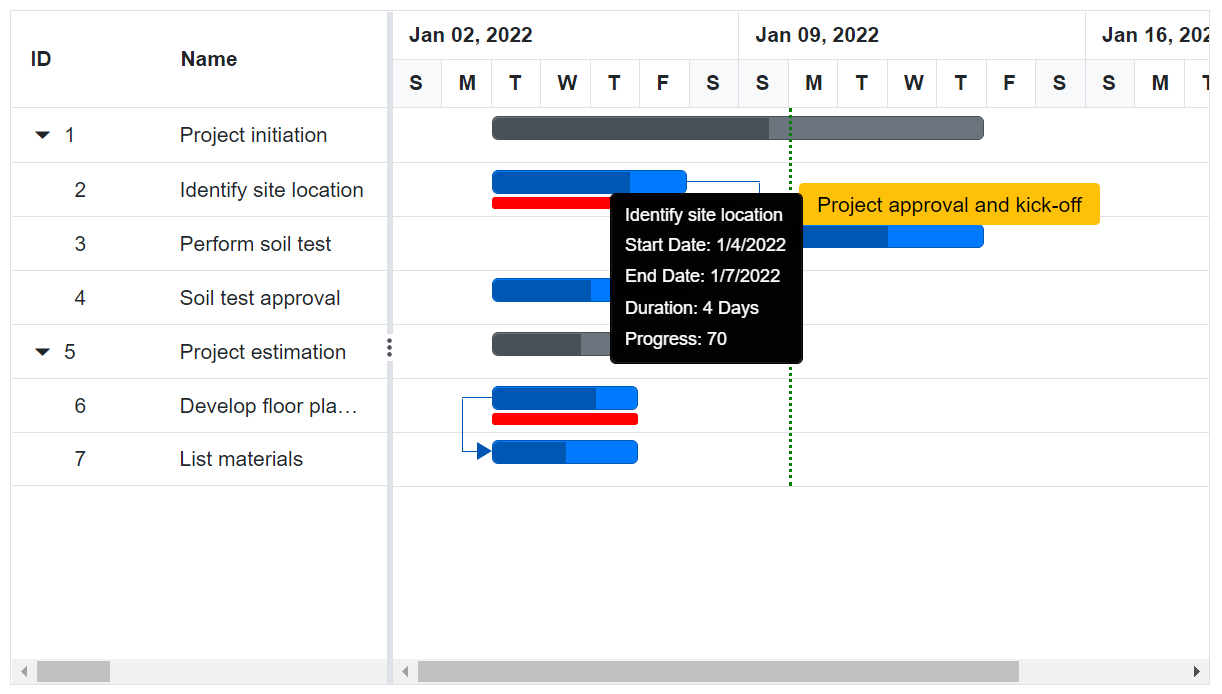 ID Name
Jan 02, 2022 Jan 09, 2022 Jan 16, 202
S M T W T F S S M T W T F S S M T
1 Project initiation
2 Identify site location
3 Perform soil test
4 Soil test approval
5 Project estimation
6 Develop floor pla…
7 List materials
Project approval and kick-off
Identify site location
Start Date: 1/4/2022
End Date: 1/7/2022
Duration: 4 Days
Progress: 70